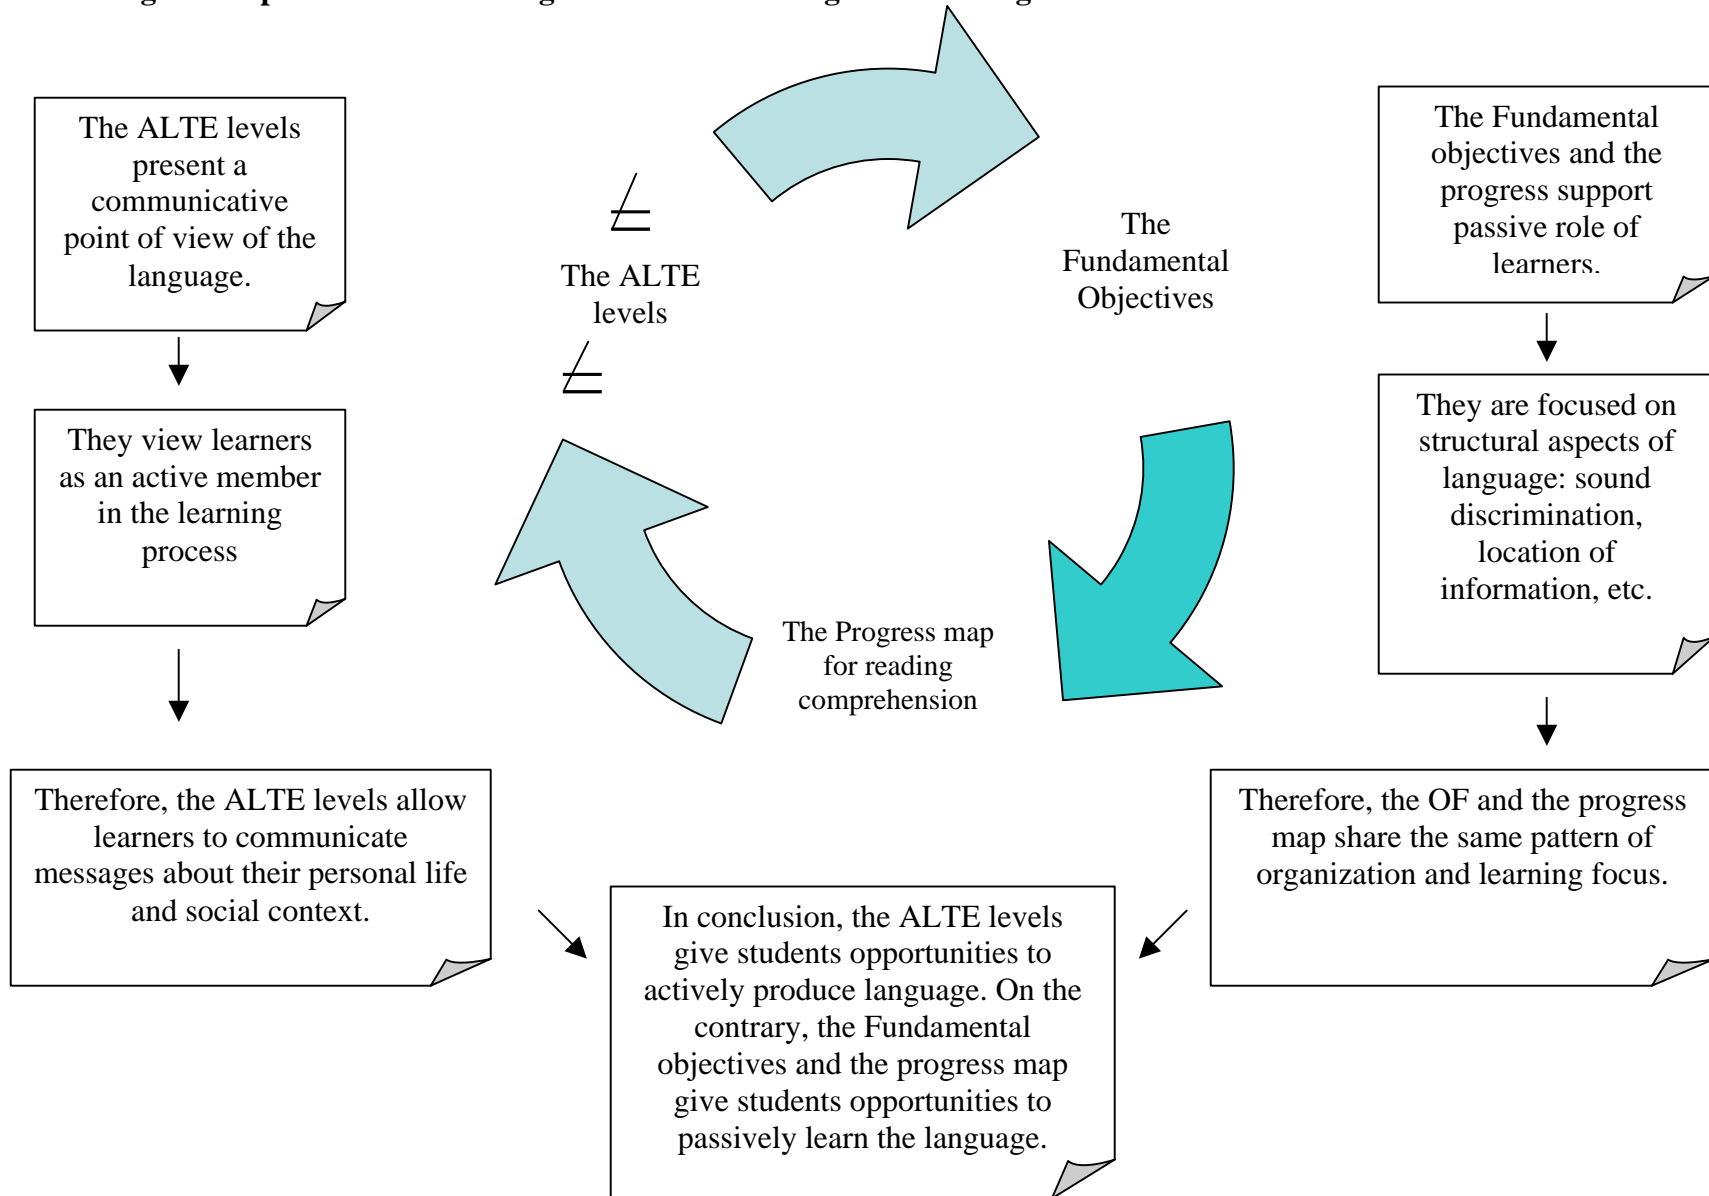 The ALTE levels
present a
communicative
point of view of the
language.
They view learners
as an active member
in the learning
process
Therefore, the ALTE levels allow
learners to communicate
messages about their personal life
and social context.
The ALTE
levels
The
Fundamental
Objectives
The Progress map
for reading
comprehension
The Fundamental
objectives and the
progress support
passive role of
learners.
They are focused on
structural aspects of
language: sound
discrimination,
location of
information, etc.
Therefore, the OF and the progress
map share the same pattern of
organization and learning focus.
In conclusion, the ALTE levels
give students opportunities to
actively produce language. On the
contrary, the Fundamental
objectives and the progress map
give students opportunities to
passively learn the language.